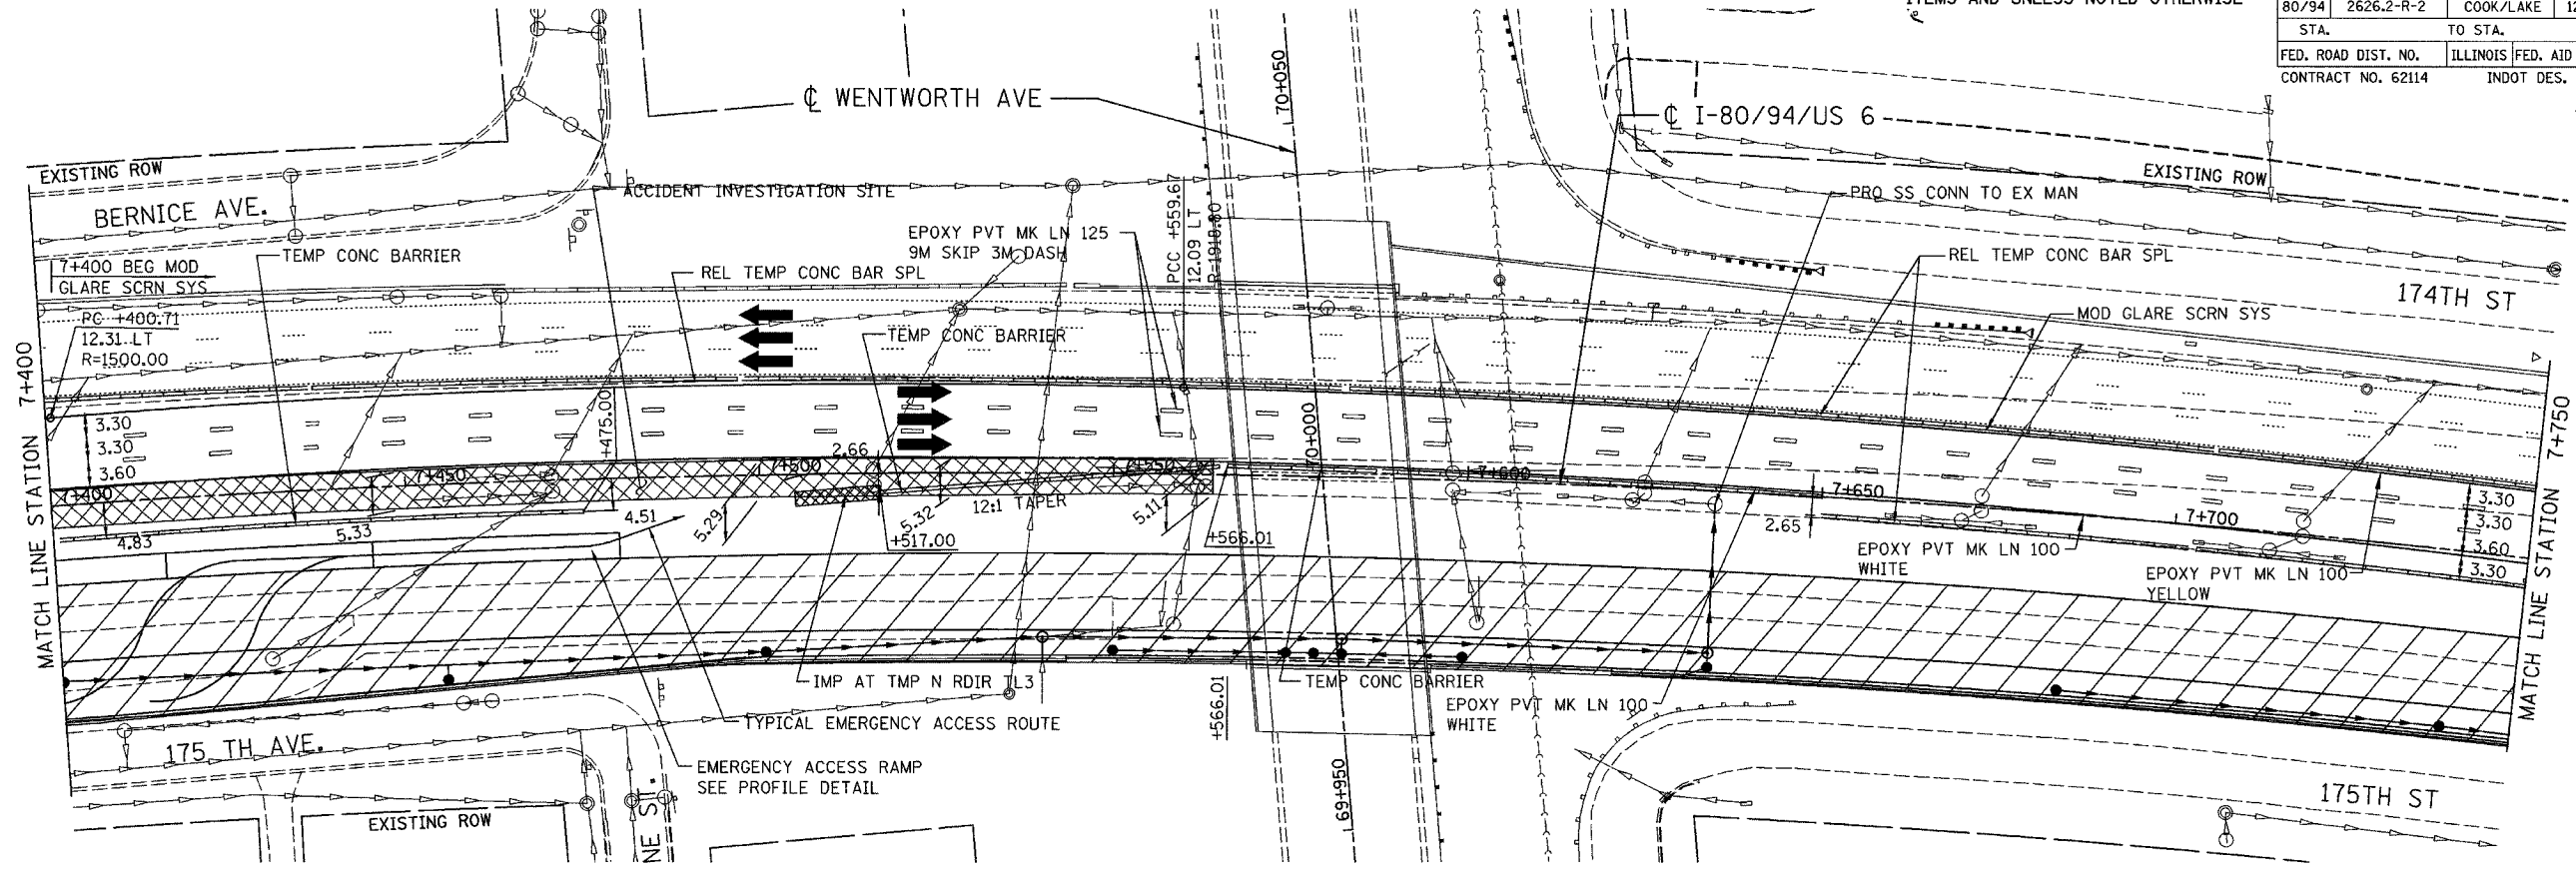 ITEMS AND UNLESS NOTED OTHERWISE
80/94 2626.2-R-2 COOK/LAKE
STA. TO STA.
FED. ROAD DIST. NO. ILLINOIS FED. AID
CONTRACT NO. 62114 INDOT DES.
℄ WENTWORTH AVE
70+050
℄ I-80/94/US 6
EXISTING ROW
EXISTING ROW
BERNICE AVE.
ACCIDENT INVESTIGATION SITE
PRO SS CONN TO EX MAN
TEMP CONC BARRIER
EPOXY PVT MK LN 125
9M SKIP 3M DASH
PCC +559.67
12.09 LT
R=1910.80
7+400 BEG MOD
GLARE SCRN SYS
REL TEMP CONC BAR SPL
REL TEMP CONC BAR SPL
174TH ST
PC +400.71
12.31 LT
R=1500.00
TEMP CONC BARRIER
MOD GLARE SCRN SYS
MATCH LINE STATION 7+400
MATCH LINE STATION 7+750
3.30
3.30
3.60
+475.00
2.66
70+000
7+400
7+450
7+500
7+550
7+600
7+650
7+700
4.83
5.33
4.51
5.29
5.32
12:1 TAPER
5.11
+517.00
+566.01
2.65
3.30
3.30
3.60
3.30
EPOXY PVT MK LN 100
WHITE
EPOXY PVT MK LN 100
YELLOW
IMP AT TMP N RDIR TL3
TEMP CONC BARRIER
+566.01
EPOXY PVT MK LN 100
WHITE
TYPICAL EMERGENCY ACCESS ROUTE
175 TH AVE.
EMERGENCY ACCESS RAMP
SEE PROFILE DETAIL
69+950
175TH ST
EXISTING ROW
ST.